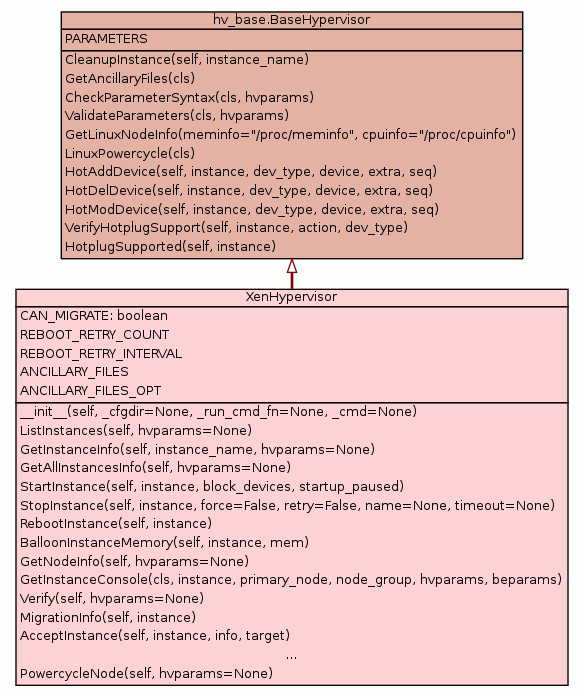 hv_base.BaseHypervisor
PARAMETERS
CleanupInstance(self, instance_name)
GetAncillaryFiles(cls)
CheckParameterSyntax(cls, hvparams)
ValidateParameters(cls, hvparams)
GetLinuxNodeInfo(meminfo="/proc/meminfo", cpuinfo="/proc/cpuinfo")
LinuxPowercycle(cls)
HotAddDevice(self, instance, dev_type, device, extra, seq)
HotDelDevice(self, instance, dev_type, device, extra, seq)
HotModDevice(self, instance, dev_type, device, extra, seq)
VerifyHotplugSupport(self, instance, action, dev_type)
HotplugSupported(self, instance)
XenHypervisor
CAN_MIGRATE: boolean
REBOOT_RETRY_COUNT
REBOOT_RETRY_INTERVAL
ANCILLARY_FILES
ANCILLARY_FILES_OPT
__init__(self, _cfgdir=None, _run_cmd_fn=None, _cmd=None)
ListInstances(self, hvparams=None)
GetInstanceInfo(self, instance_name, hvparams=None)
GetAllInstancesInfo(self, hvparams=None)
StartInstance(self, instance, block_devices, startup_paused)
StopInstance(self, instance, force=False, retry=False, name=None, timeout=None)
RebootInstance(self, instance)
BalloonInstanceMemory(self, instance, mem)
GetNodeInfo(self, hvparams=None)
GetInstanceConsole(cls, instance, primary_node, node_group, hvparams, beparams)
Verify(self, hvparams=None)
MigrationInfo(self, instance)
AcceptInstance(self, instance, info, target)
...
PowercycleNode(self, hvparams=None)